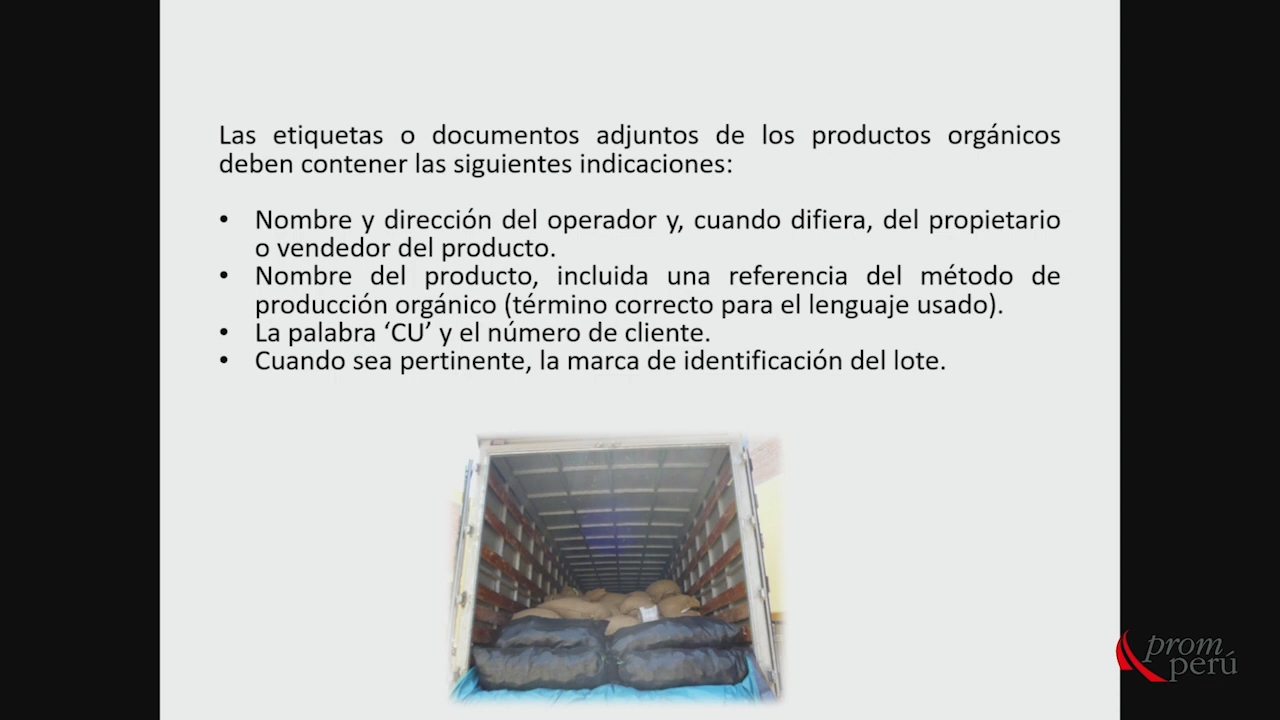 Las etiquetas o documentos adjuntos de los productos orgánicos
deben contener las siguientes indicaciones:
• Nombre y dirección del operador y, cuando difiera, del propietario
o vendedor del producto.
• Nombre del producto, incluida una referencia del método de
producción orgánico (término correcto para el lenguaje usado).
• La palabra ‘CU’ y el número de cliente.
• Cuando sea pertinente, la marca de identificación del lote.
prom
perú